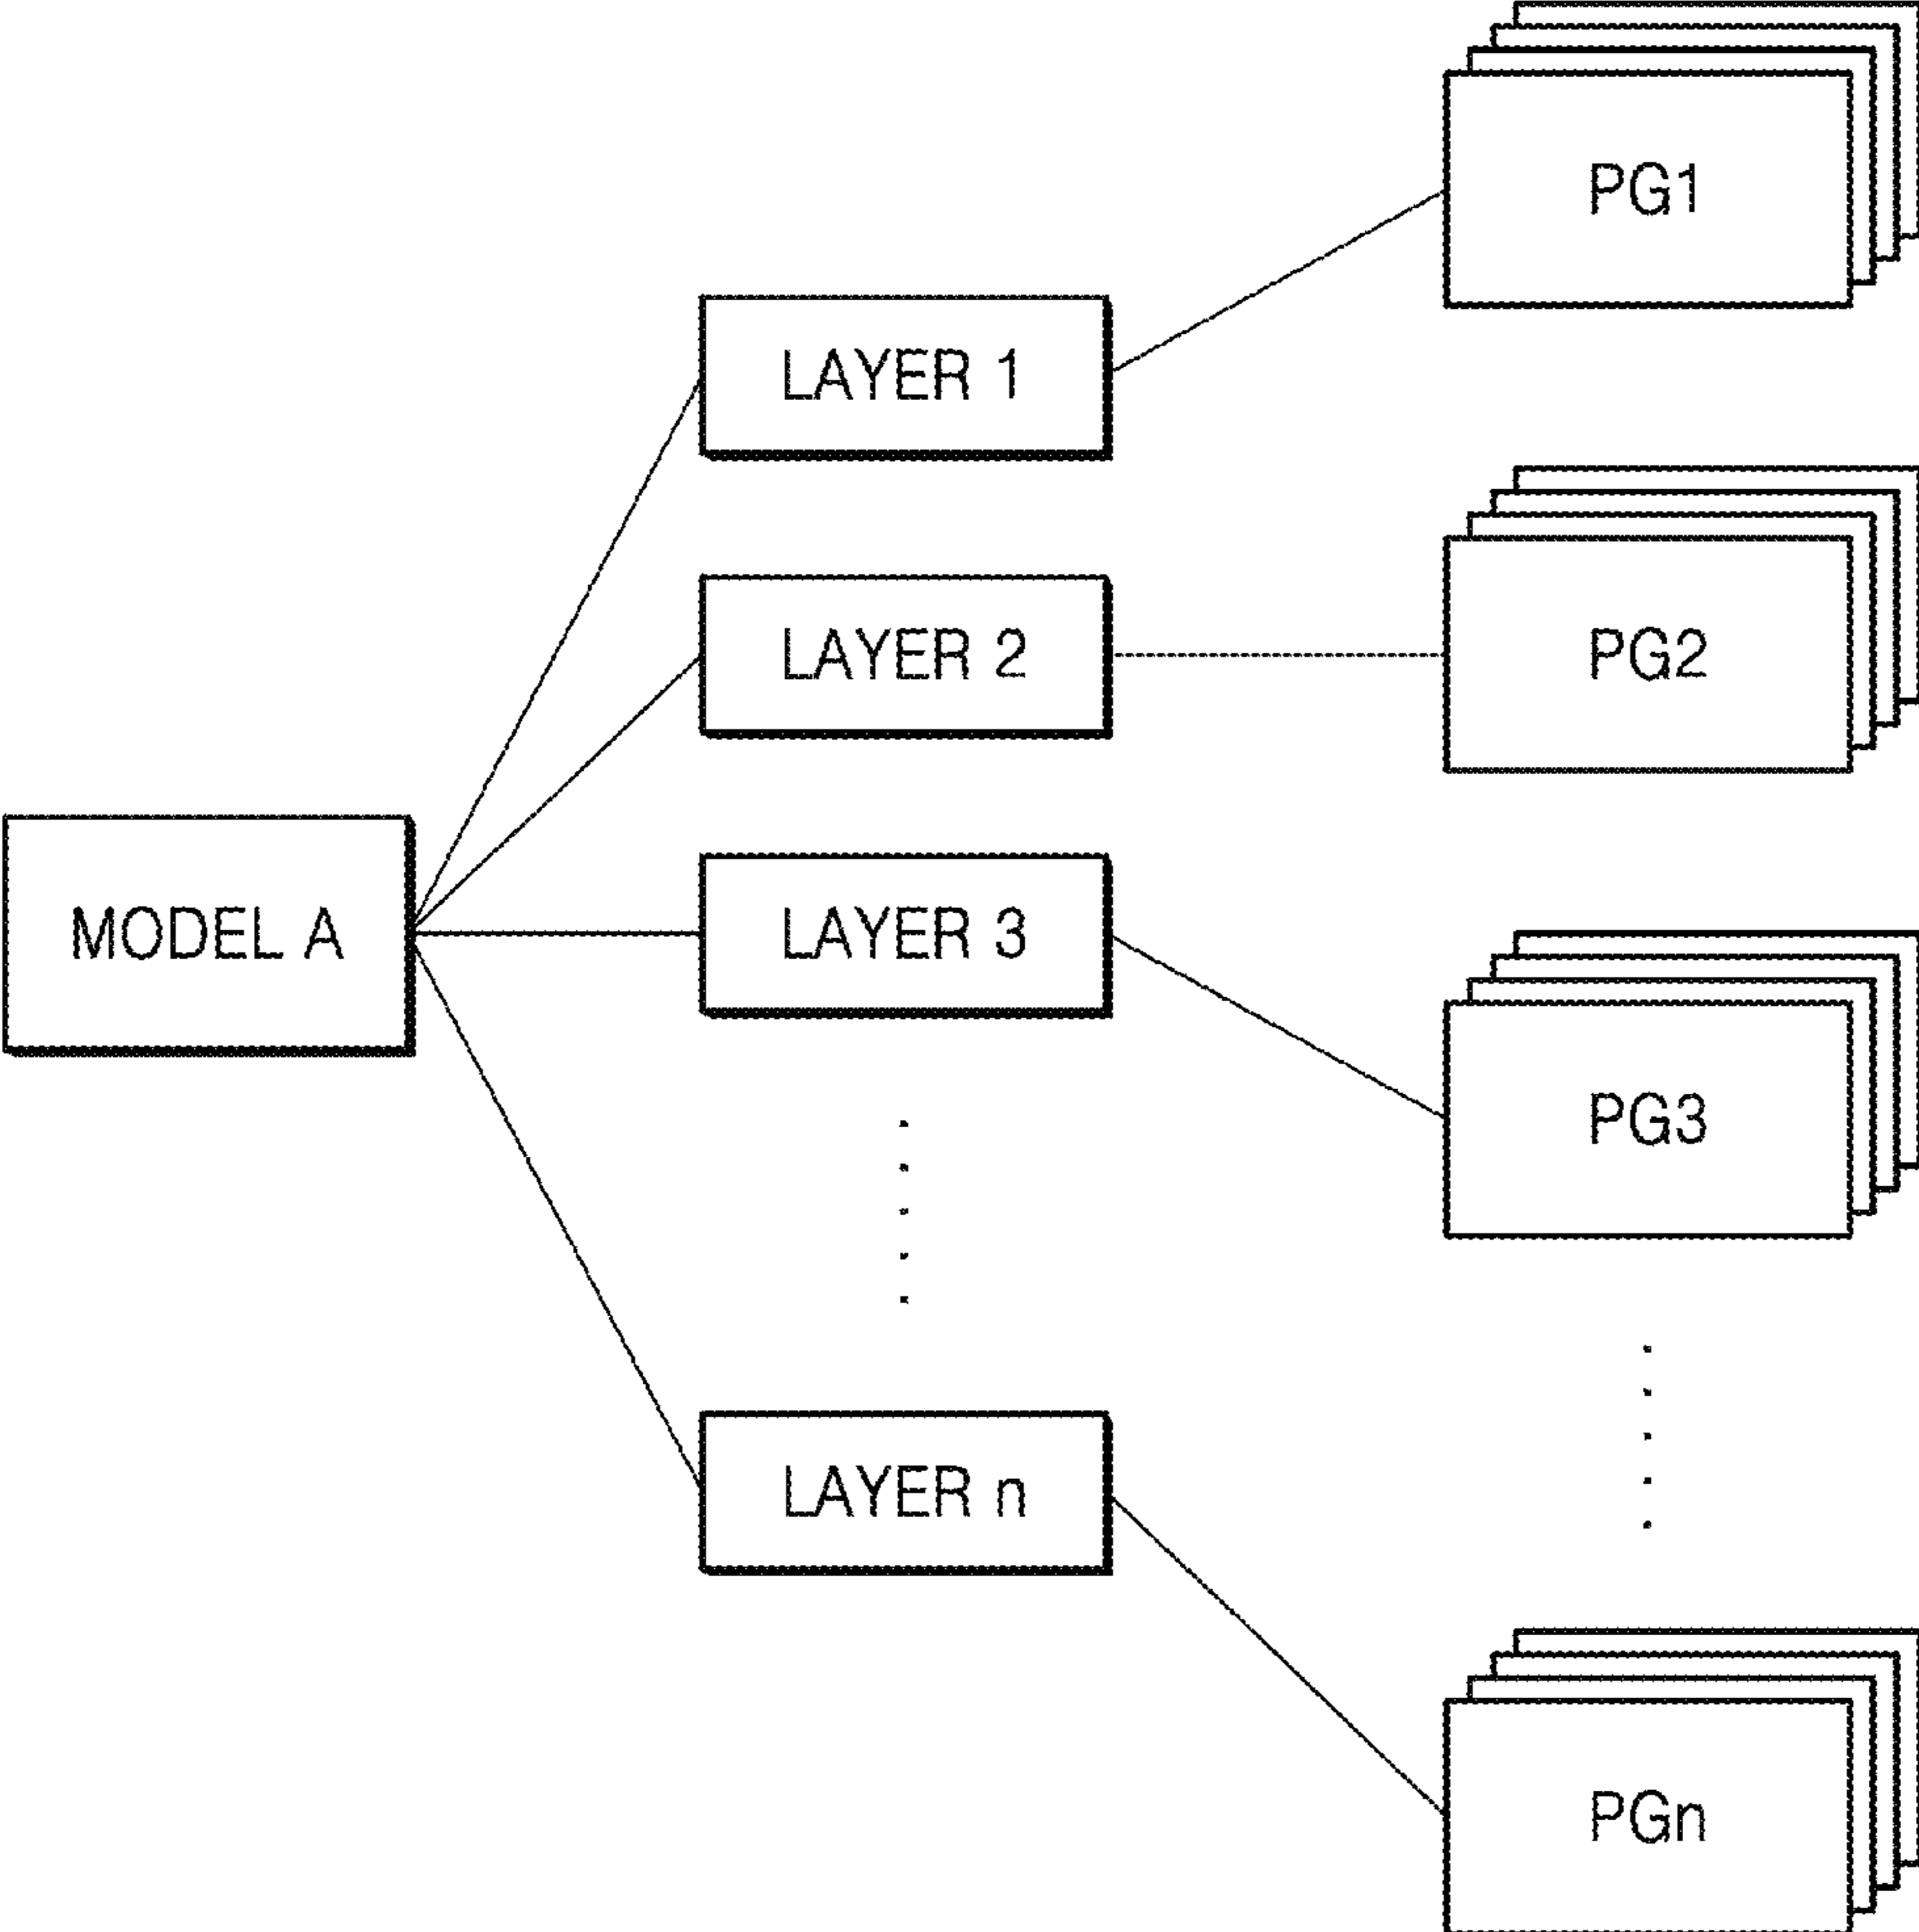 PG1
LAYER 1
LAYER 2
PG2
MODEL A
LAYER 3
PG3
LAYER n
PGn